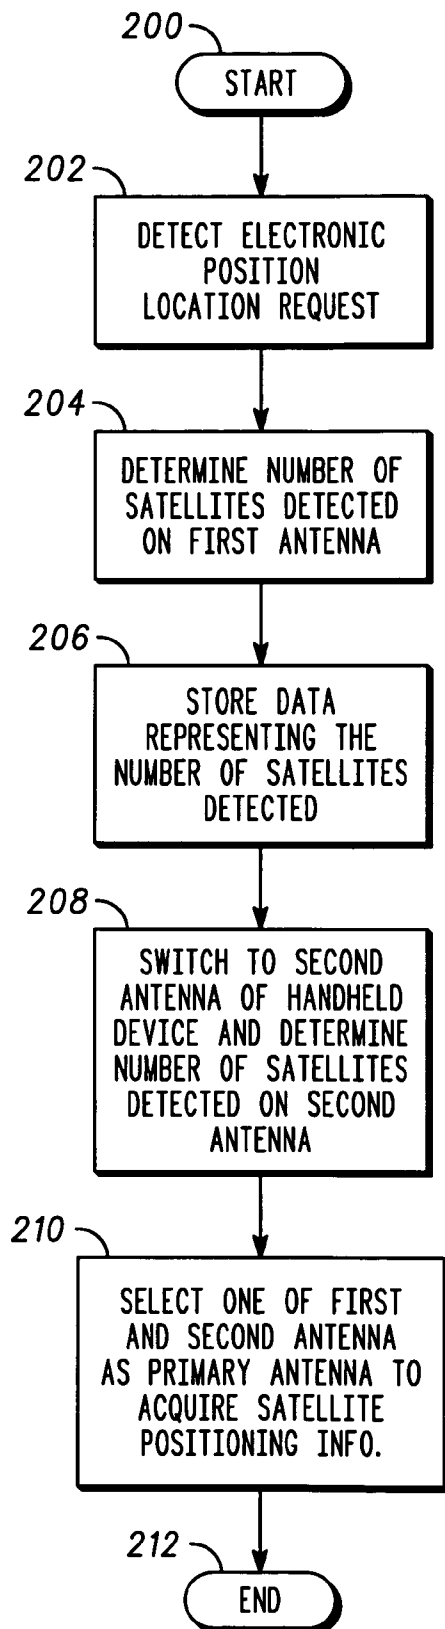 200
START
202
DETECT ELECTRONIC
POSITION
LOCATION REQUEST
204
DETERMINE NUMBER OF
SATELLITES DETECTED
ON FIRST ANTENNA
206
STORE DATA
REPRESENTING THE
NUMBER OF SATELLITES
DETECTED
208
SWITCH TO SECOND
ANTENNA OF HANDHELD
DEVICE AND DETERMINE
NUMBER OF SATELLITES
DETECTED ON SECOND
ANTENNA
210
SELECT ONE OF FIRST
AND SECOND ANTENNA
AS PRIMARY ANTENNA TO
ACQUIRE SATELLITE
POSITIONING INFO.
212
END